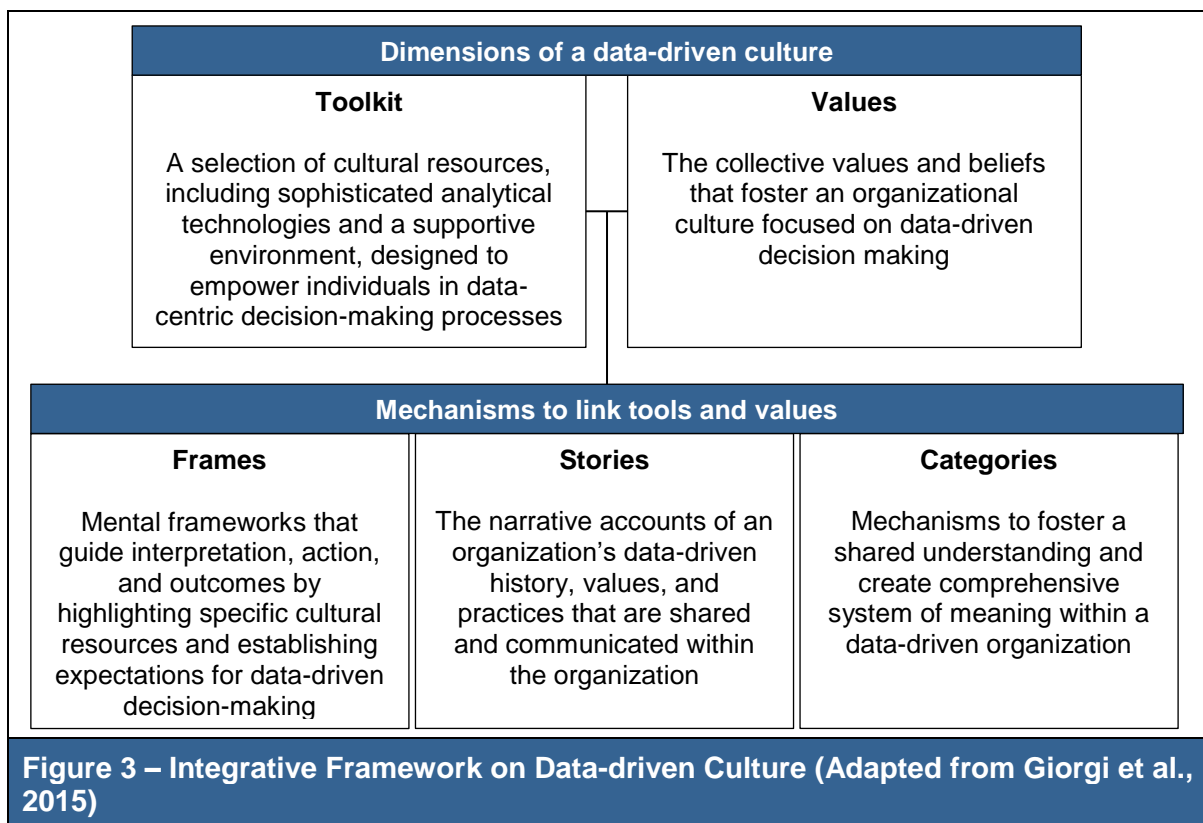 Dimensions of a data-driven culture
Toolkit
A selection of cultural resources,
including sophisticated analytical
technologies and a supportive
environment, designed to
empower individuals in data-
centric decision-making processes
Values
The collective values and beliefs
that foster an organizational
culture focused on data-driven
decision making
Mechanisms to link tools and values
Frames
Mental frameworks that
guide interpretation, action,
and outcomes by
highlighting specific cultural
resources and establishing
expectations for data-driven
decision-making
Stories
The narrative accounts of an
organization’s data-driven
history, values, and
practices that are shared
and communicated within
the organization
Categories
Mechanisms to foster a
shared understanding and
create comprehensive
system of meaning within a
data-driven organization
Figure 3 – Integrative Framework on Data-driven Culture (Adapted from Giorgi et al.,
2015)